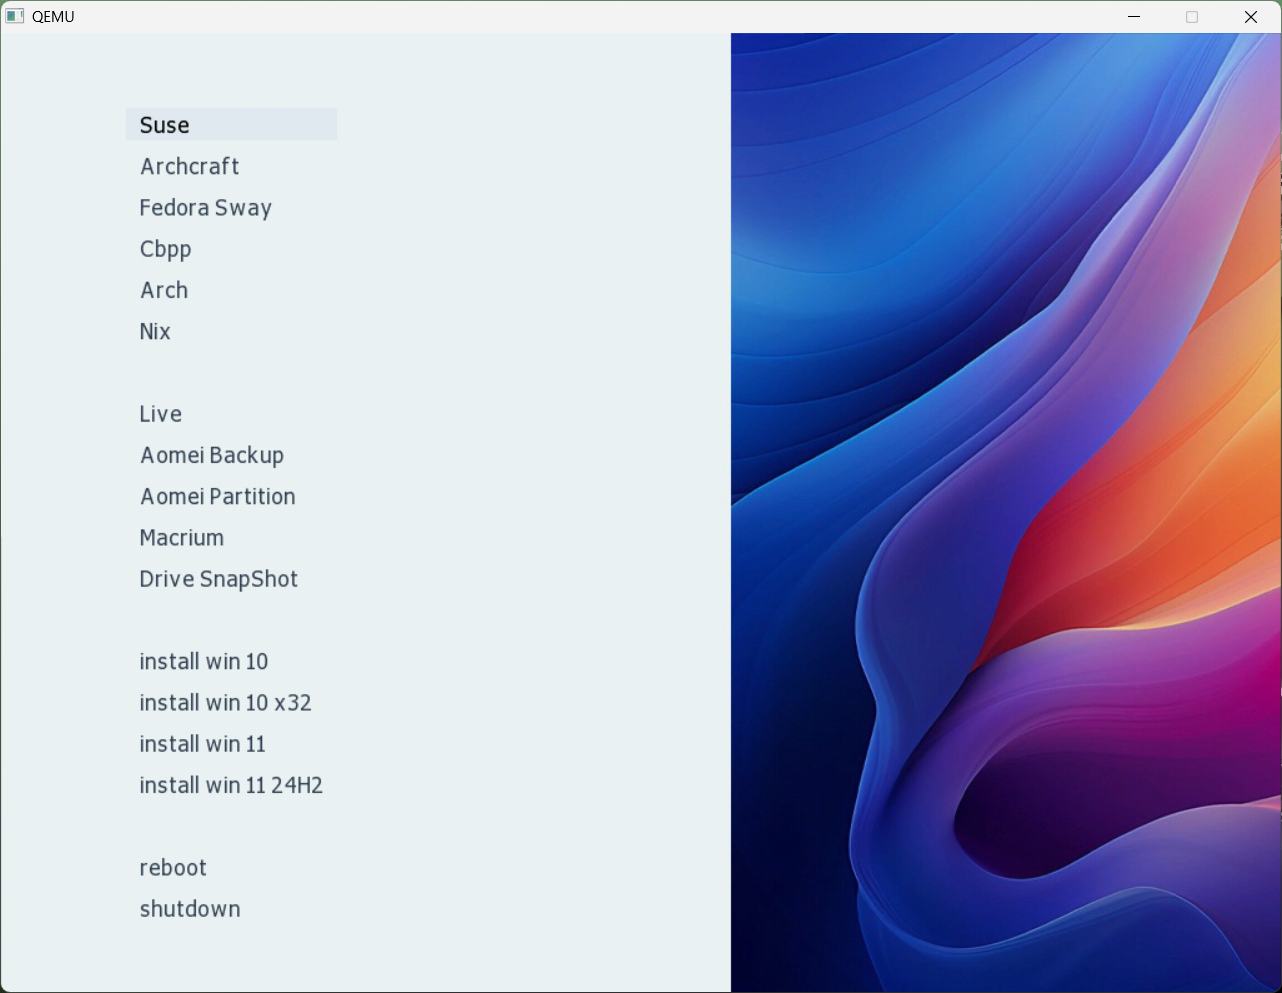 QEMU
Suse
Archcraft
Fedora Sway
Cbpp
Arch
Nix
Live
Aomei Backup
Aomei Partition
Macrium
Drive SnapShot
install win 10
install win 10 x32
install win 11
install win 11 24H2
reboot
shutdown